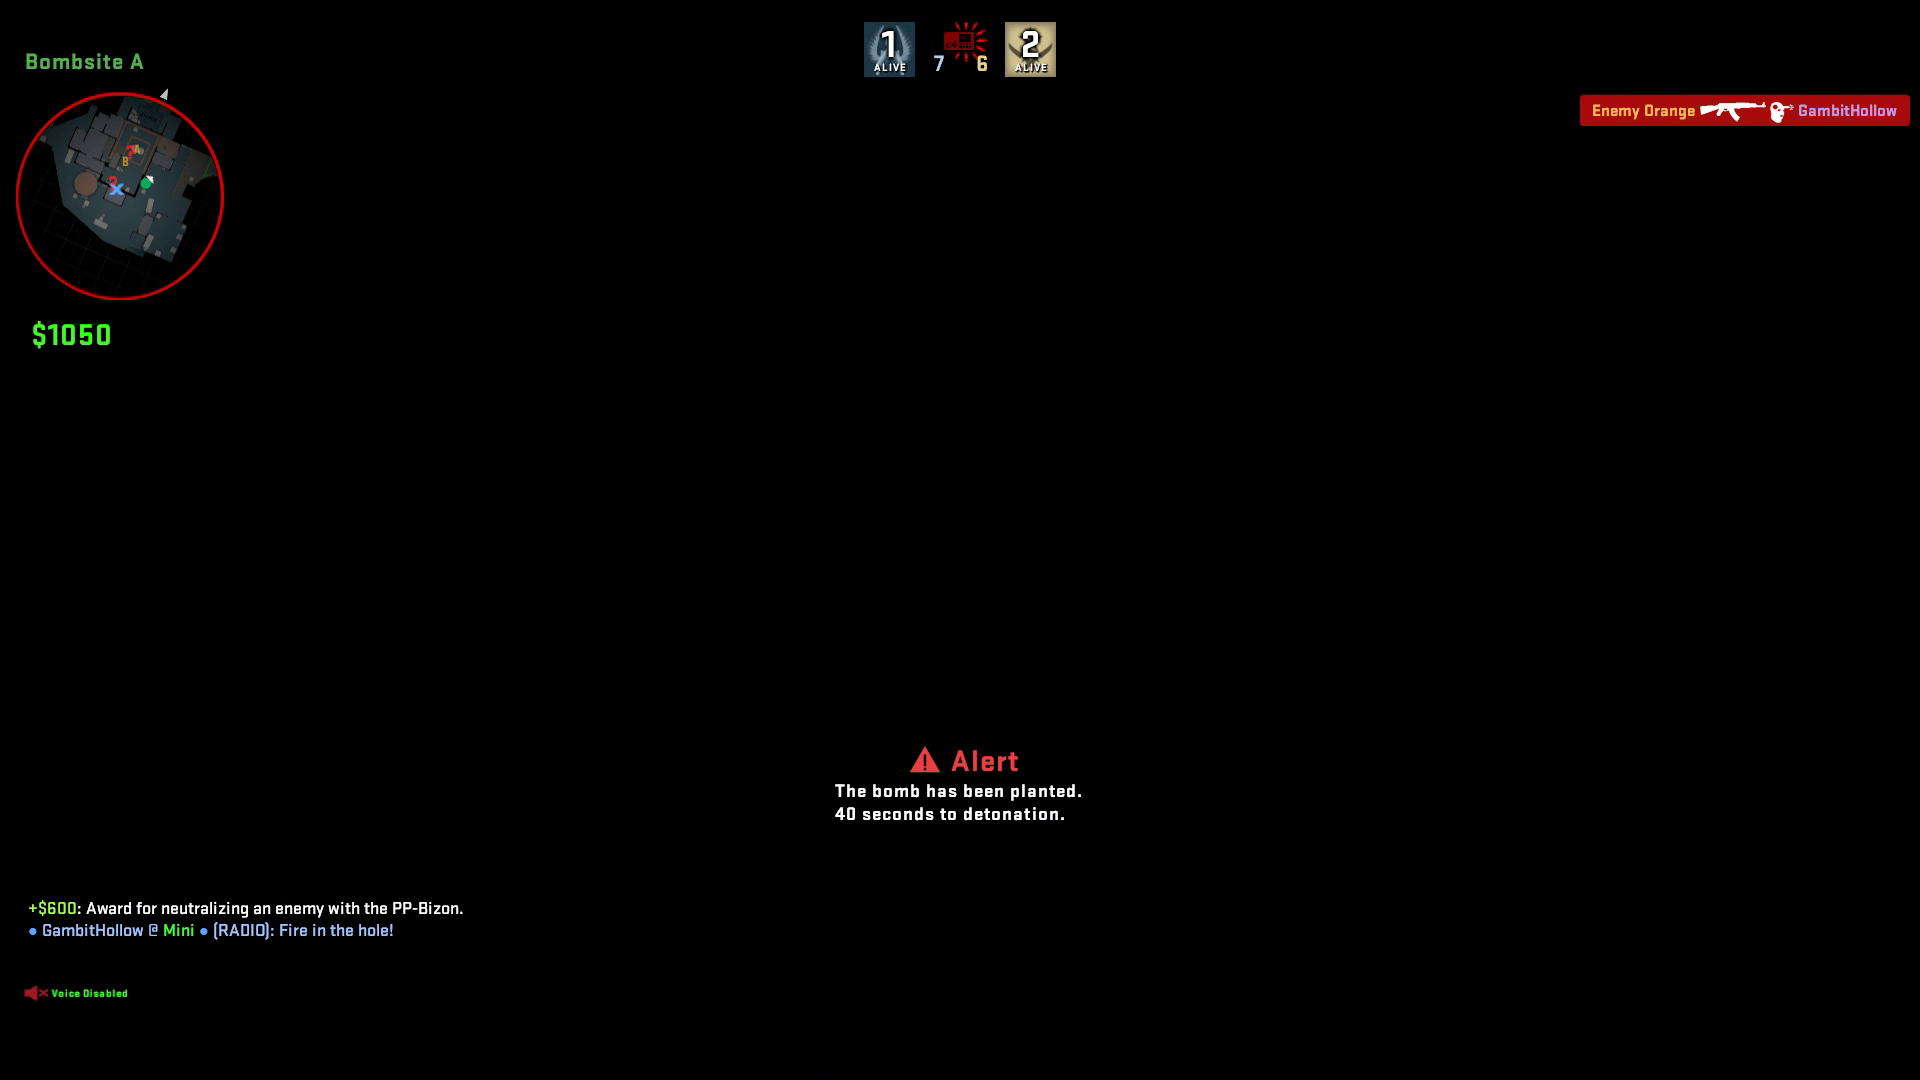 1
ALIVE
7
6
2
ALIVE
Bombsite A
Enemy Orange GambitHollow
A
B
?
?
$1050
Alert
The bomb has been planted.
40 seconds to detonation.
+$600: Award for neutralizing an enemy with the PP-Bizon.
● GambitHollow @ Mini ● (RADIO): Fire in the hole!
Voice Disabled